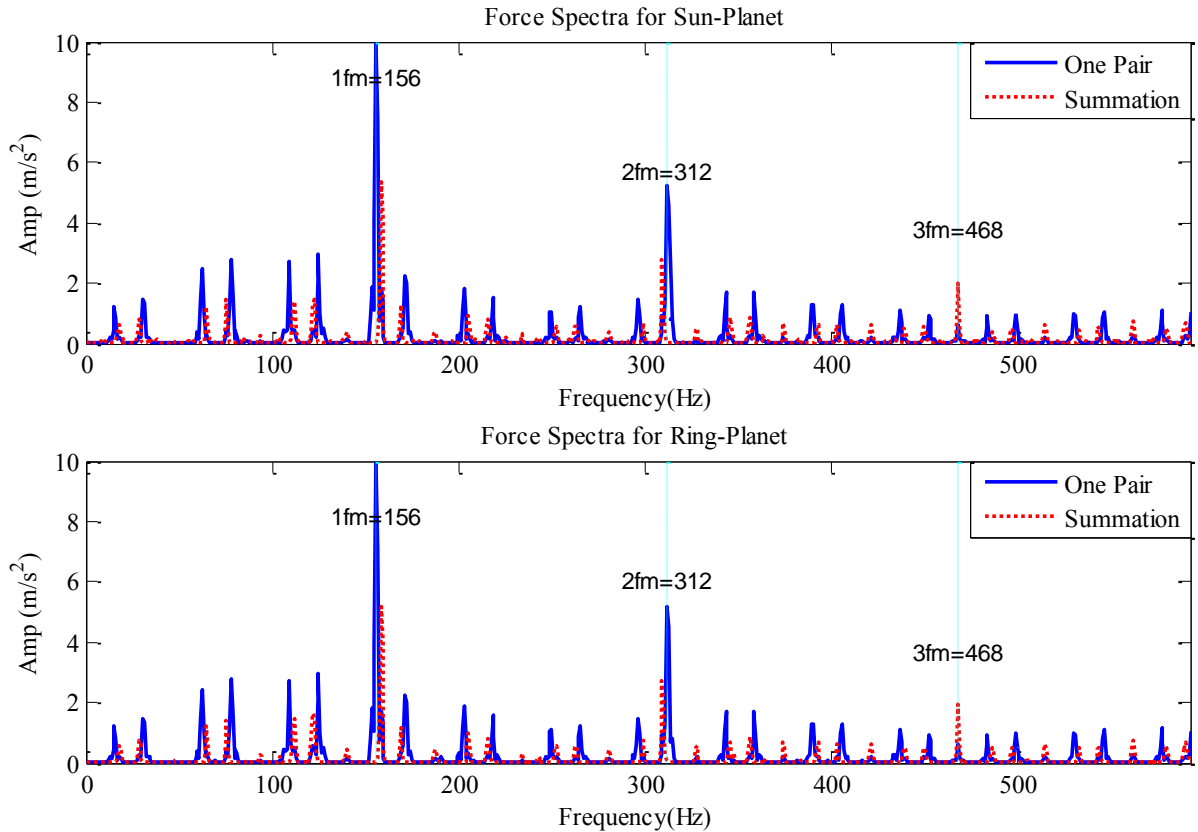 Force Spectra for Sun-Planet
10
8
6
4
2
0
Amp (m/s²)
1fm=156
2fm=312
3fm=468
One Pair
Summation
0 100 200 300 400 500
Frequency(Hz)
Force Spectra for Ring-Planet
10
8
6
4
2
0
Amp (m/s²)
1fm=156
2fm=312
3fm=468
One Pair
Summation
0 100 200 300 400 500
Frequency(Hz)